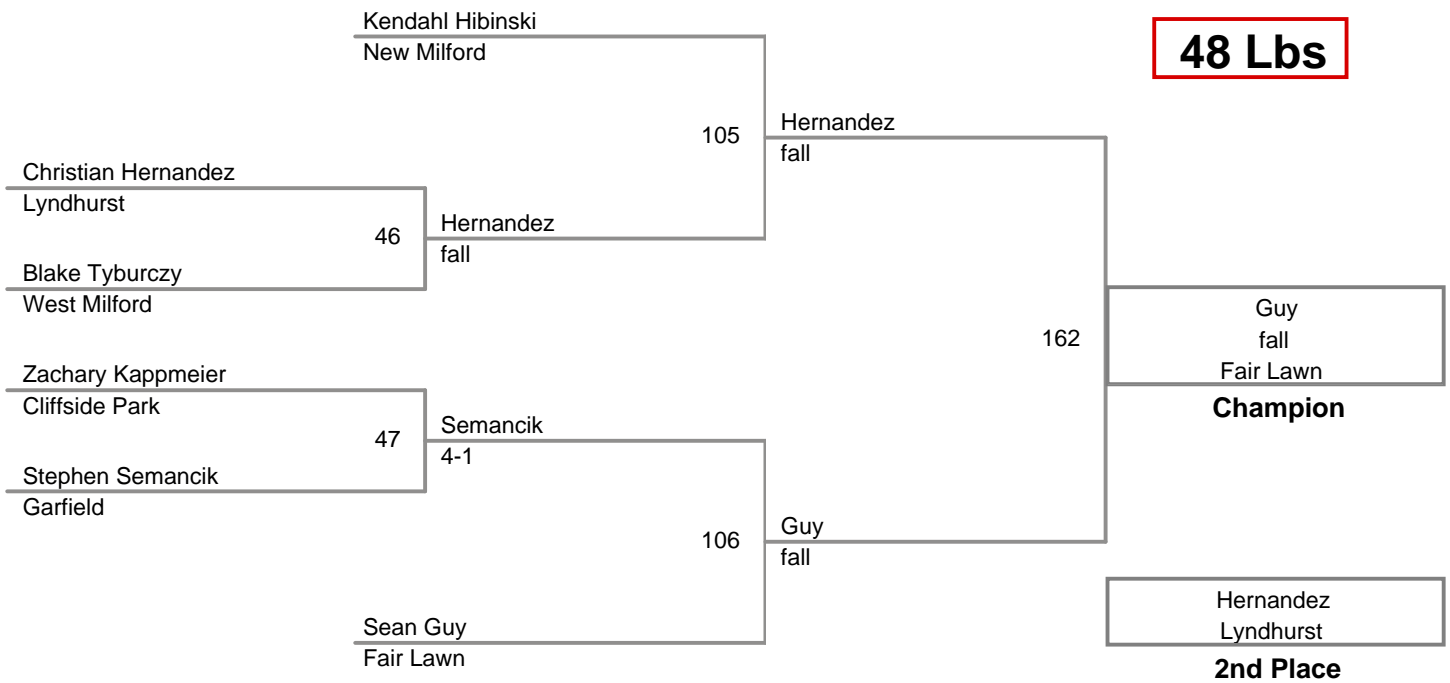 Kendahl Hibinski
New Milford
48 Lbs
105
Hernandez
fall
Christian Hernandez
Lyndhurst
46
Hernandez
fall
Blake Tyburczy
West Milford
162
Guy
fall
Fair Lawn
Champion
Zachary Kappmeier
Cliffside Park
47
Semancik
4-1
Stephen Semancik
Garfield
106
Guy
fall
Sean Guy
Fair Lawn
Hernandez
Lyndhurst
2nd Place